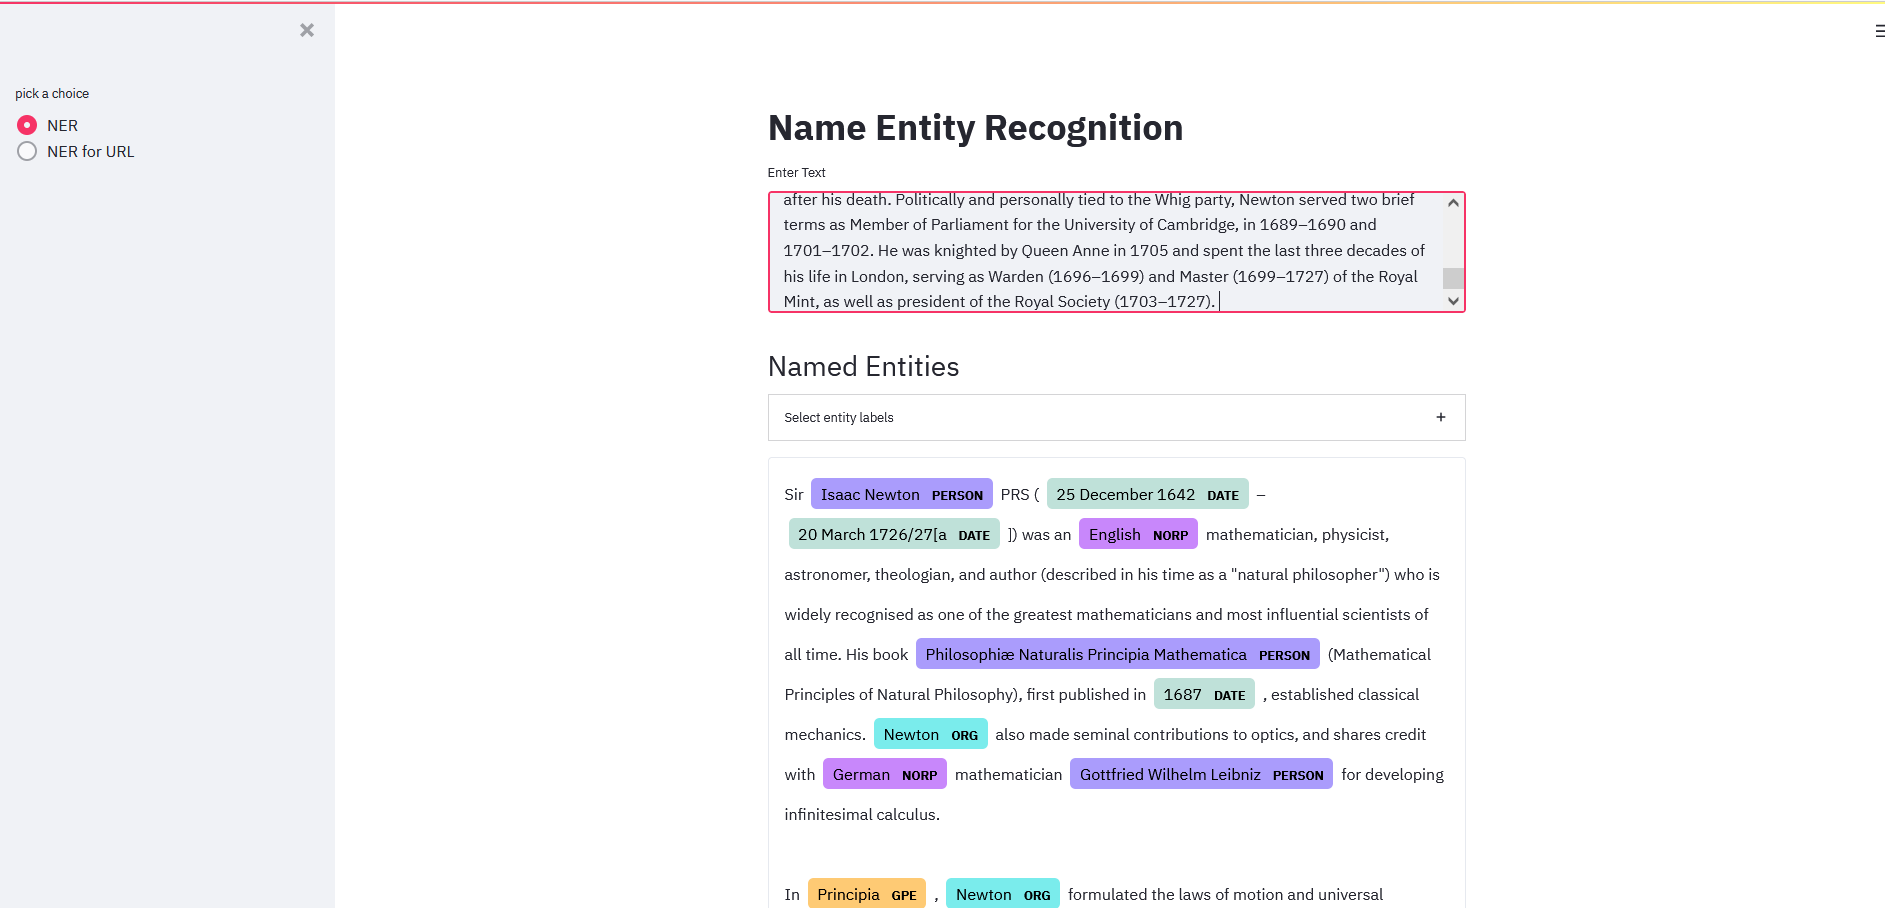 pick a choice
NER
NER for URL
Name Entity Recognition
Enter Text
after his death. Politically and personally tied to the Whig party, Newton served two brief
terms as Member of Parliament for the University of Cambridge, in 1689–1690 and
1701–1702. He was knighted by Queen Anne in 1705 and spent the last three decades of
his life in London, serving as Warden (1696–1699) and Master (1699–1727) of the Royal
Mint, as well as president of the Royal Society (1703–1727).
Named Entities
Select entity labels +
Sir Isaac Newton PERSON PRS ( 25 December 1642 DATE –
20 March 1726/27[a DATE ]) was an English NORP mathematician, physicist,
astronomer, theologian, and author (described in his time as a "natural philosopher") who is
widely recognised as one of the greatest mathematicians and most influential scientists of
all time. His book Philosophiæ Naturalis Principia Mathematica PERSON (Mathematical
Principles of Natural Philosophy), first published in 1687 DATE , established classical
mechanics. Newton ORG also made seminal contributions to optics, and shares credit
with German NORP mathematician Gottfried Wilhelm Leibniz PERSON for developing
infinitesimal calculus.
In Principia GPE , Newton ORG formulated the laws of motion and universal